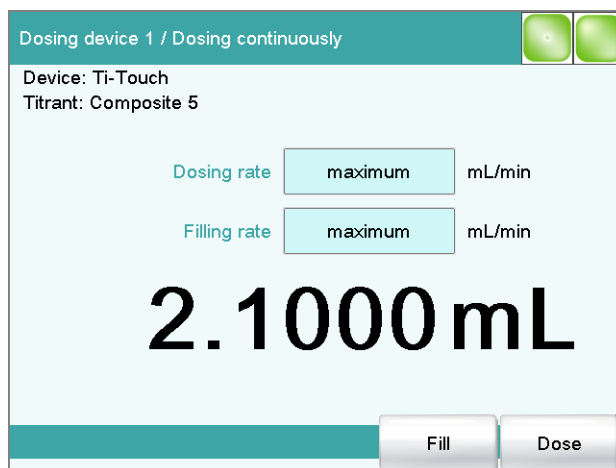 Dosing device 1 / Dosing continuously
Device: Ti-Touch
Titrant: Composite 5
Dosing rate maximum mL/min
Filling rate maximum mL/min
2.1000 mL
Fill Dose